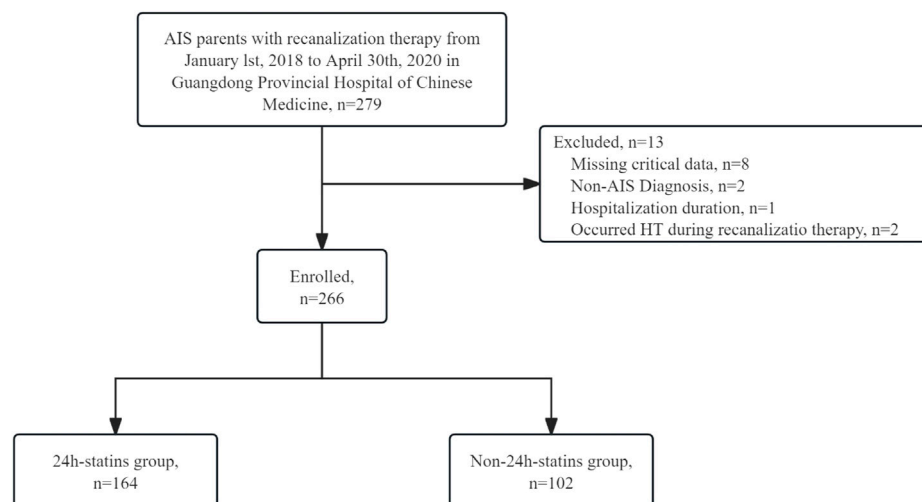 AIS parents with recanalization therapy from
January lst, 2018 to April 30th, 2020 in
Guangdong Provincial Hospital of Chinese
Medicine, n=279
Excluded, n=13
Missing critical data, n=8
Non-AIS Diagnosis, n=2
Hospitalization duration, n=1
Occurred HT during recanalizatio therapy, n=2
Enrolled,
n=266
24h-statins group,
n=164
Non-24h-statins group,
n=102